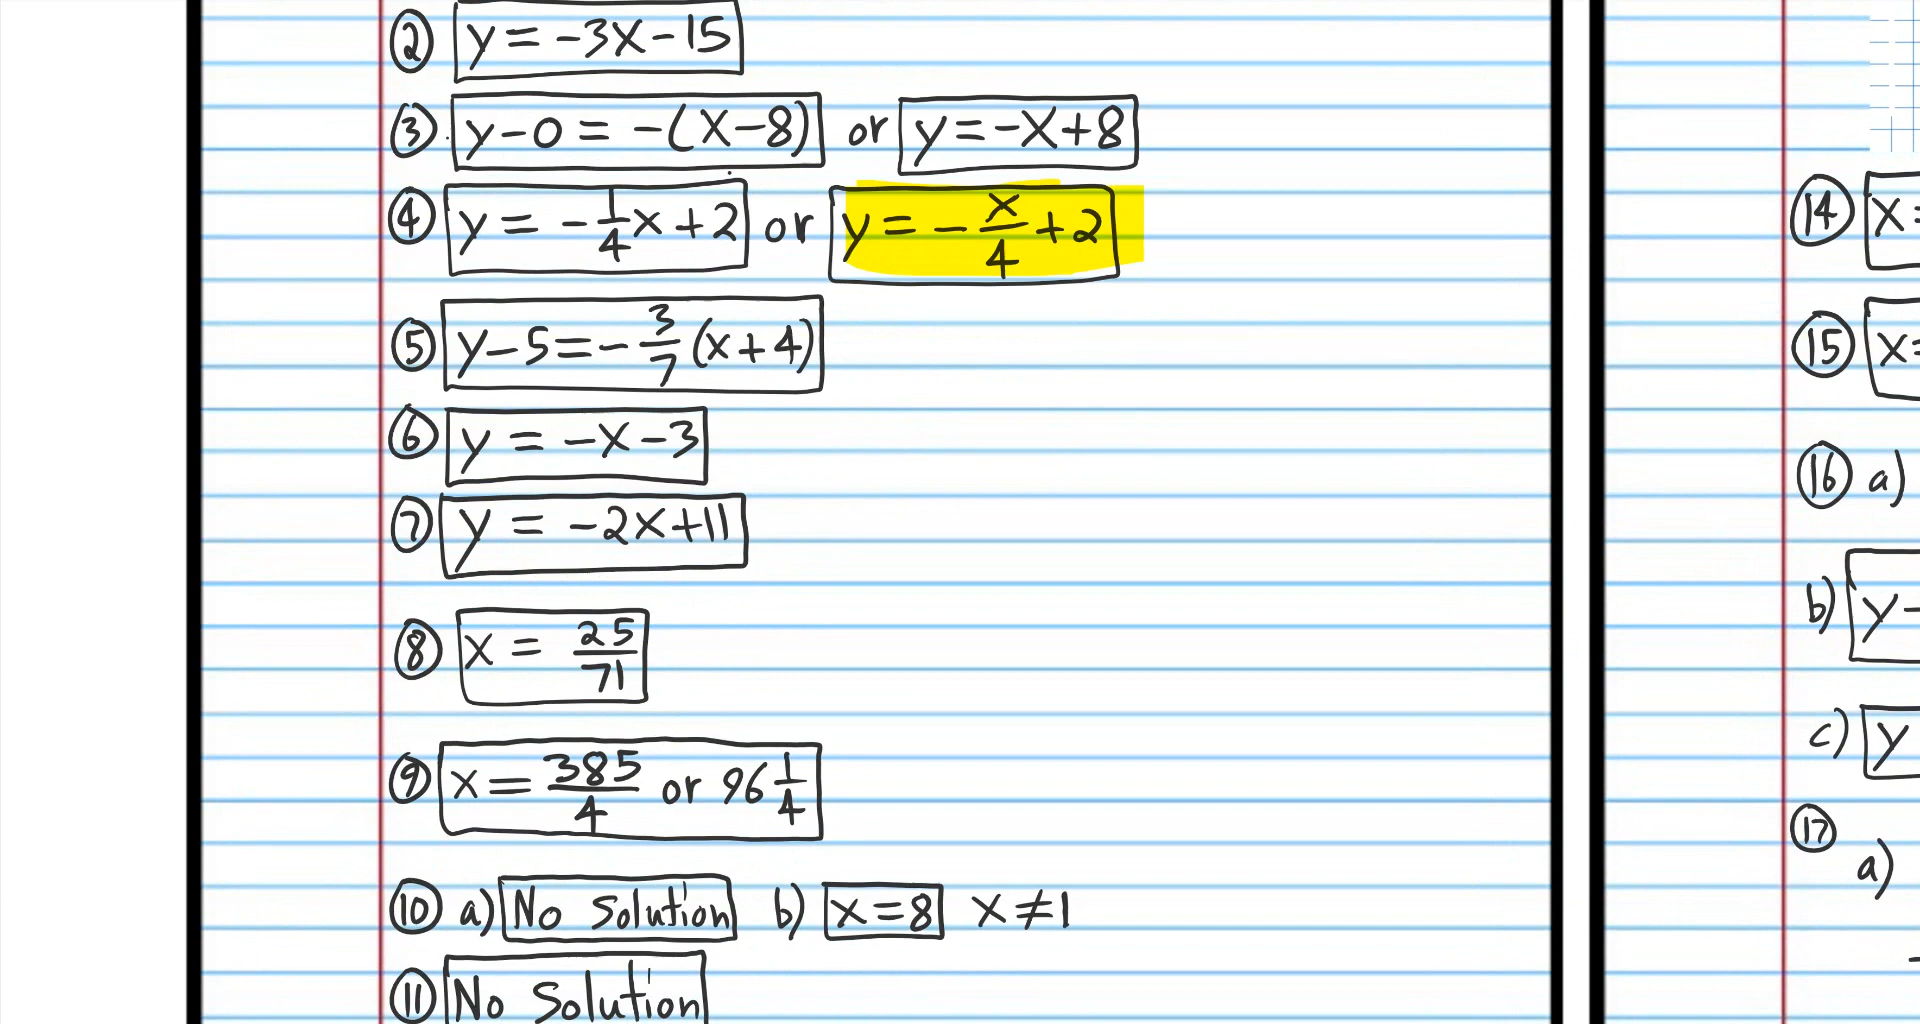 ② y = -3x-15
③ y-0 = -(x-8) or y=-x+8
④ y = -1/4x+2 or y = -x/4+2
⑤ y-5=-3/7(x+4)
⑥ y = -x-3
⑦ y = -2x+11
⑧ x = 25/71
⑨ x = 385/4 or 96 1/4
⑩ a) No Solution b) x=8 x≠1
⑪ No Solution
⑭ x=
⑮ x=
⑯ a)
b) y-
c) y
⑰
a)